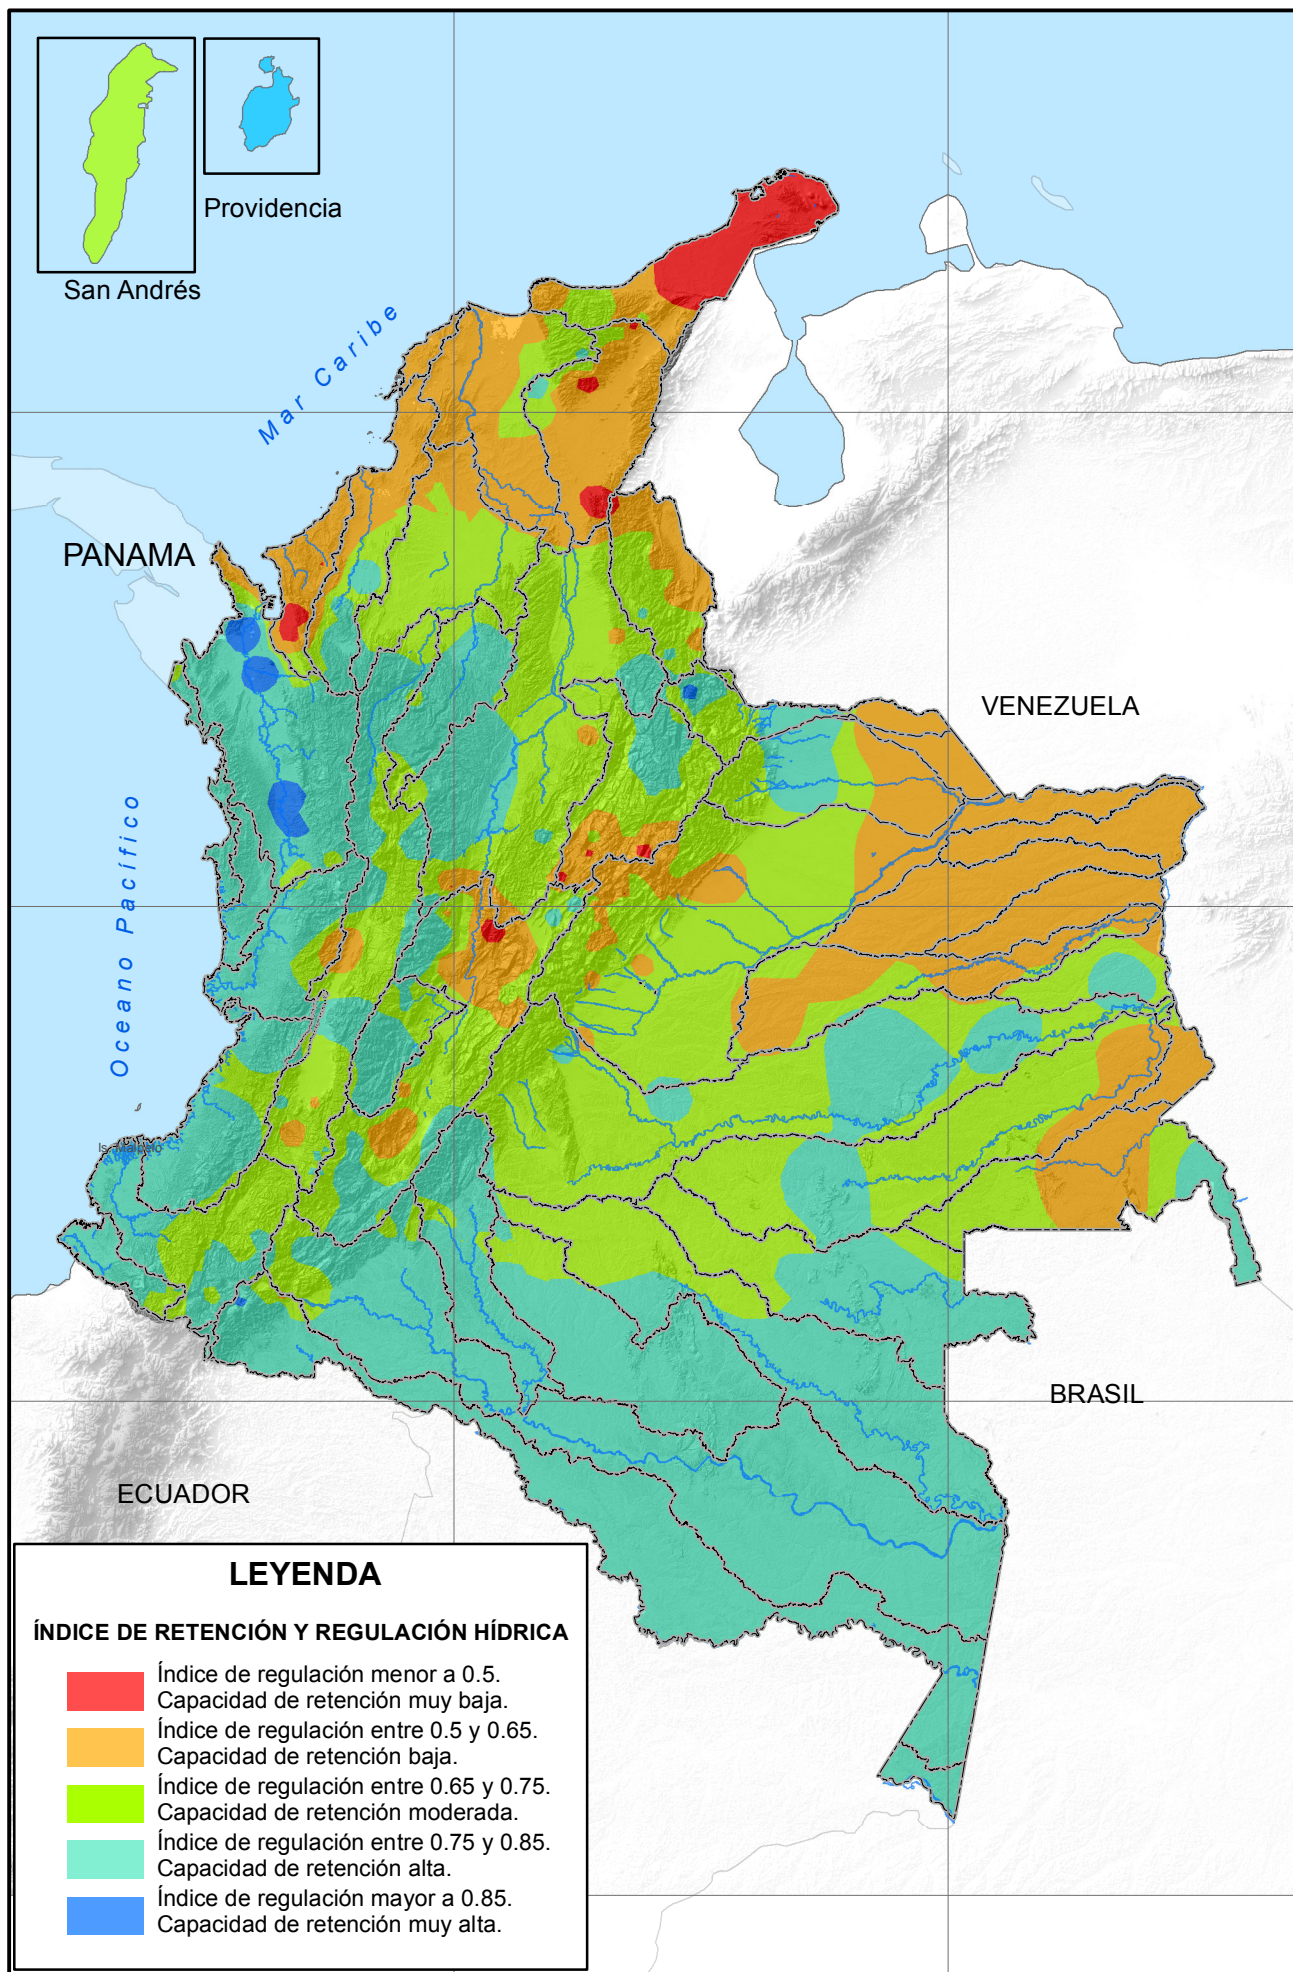 Providencia
San Andrés
Mar Caribe
PANAMA
VENEZUELA
Oceano Pacífico
Is. Malpelo
BRASIL
ECUADOR
LEYENDA
ÍNDICE DE RETENCIÓN Y REGULACIÓN HÍDRICA
Índice de regulación menor a 0.5.
Capacidad de retención muy baja.
Índice de regulación entre 0.5 y 0.65.
Capacidad de retención baja.
Índice de regulación entre 0.65 y 0.75.
Capacidad de retención moderada.
Índice de regulación entre 0.75 y 0.85.
Capacidad de retención alta.
Índice de regulación mayor a 0.85.
Capacidad de retención muy alta.